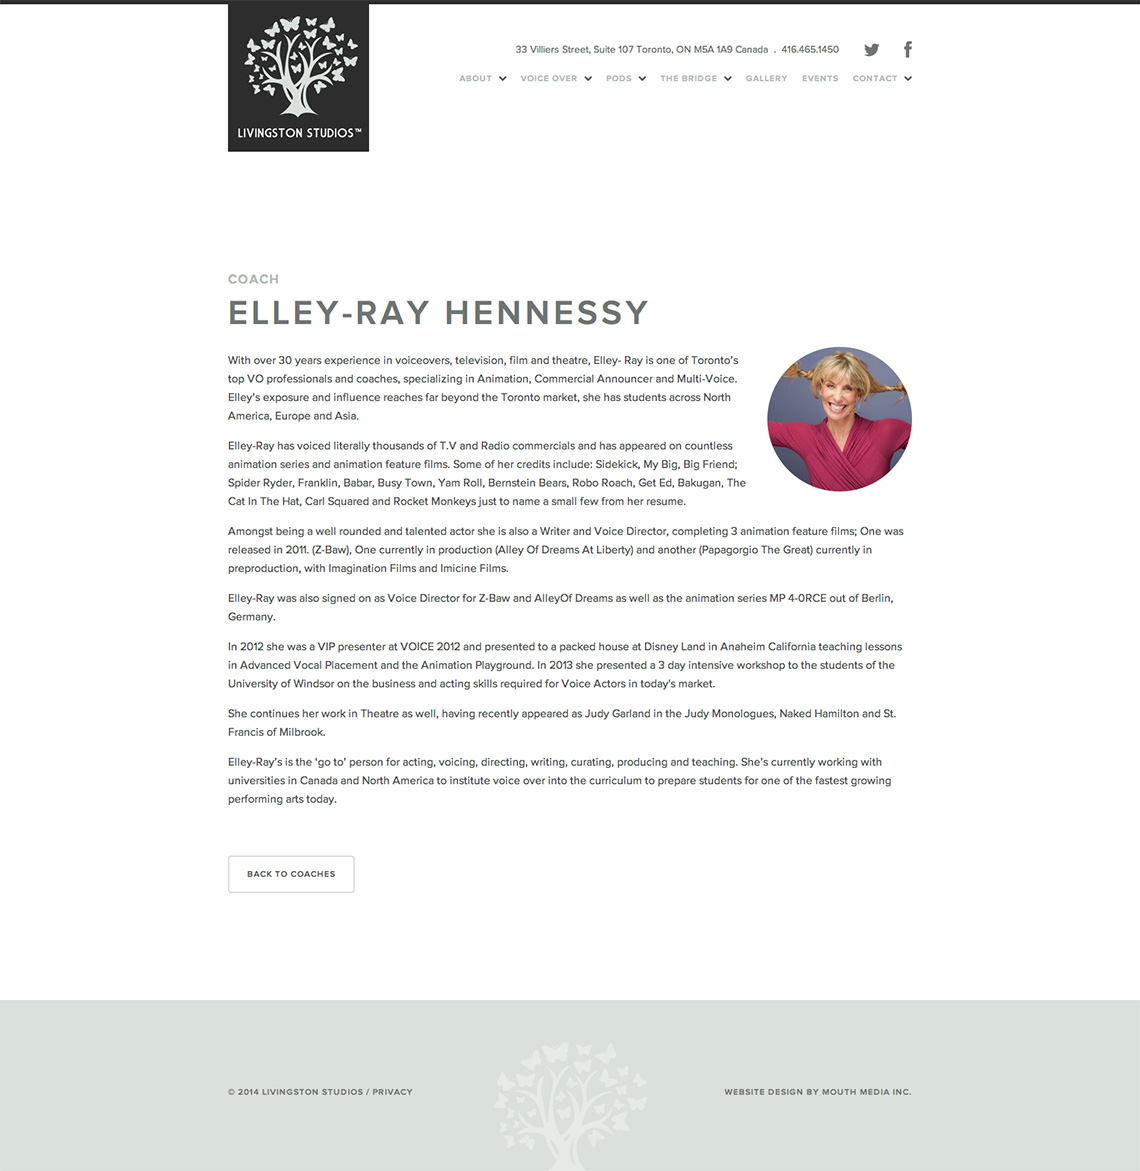 LIVINGSTON STUDIOS™
33 Villiers Street, Suite 107 Toronto, ON M5A 1A9 Canada . 416.465.1450
ABOUT VOICE OVER PODS THE BRIDGE GALLERY EVENTS CONTACT
COACH
ELLEY-RAY HENNESSY
With over 30 years experience in voiceovers, television, film and theatre, Elley- Ray is one of Toronto's
top VO professionals and coaches, specializing in Animation, Commercial Announcer and Multi-Voice.
Elley's exposure and influence reaches far beyond the Toronto market, she has students across North
America, Europe and Asia.
Elley-Ray has voiced literally thousands of T.V and Radio commercials and has appeared on countless
animation series and animation feature films. Some of her credits include: Sidekick, My Big, Big Friend;
Spider Ryder, Franklin, Babar, Busy Town, Yam Roll, Bernstein Bears, Robo Roach, Get Ed, Bakugan, The
Cat In The Hat, Carl Squared and Rocket Monkeys just to name a small few from her resume.
Amongst being a well rounded and talented actor she is also a Writer and Voice Director, completing 3 animation feature films; One was
released in 2011. (Z-Baw), One currently in production (Alley Of Dreams At Liberty) and another (Papagorgio The Great) currently in
preproduction, with Imagination Films and Imicine Films.
Elley-Ray was also signed on as Voice Director for Z-Baw and AlleyOf Dreams as well as the animation series MP 4-0RCE out of Berlin,
Germany.
In 2012 she was a VIP presenter at VOICE 2012 and presented to a packed house at Disney Land in Anaheim California teaching lessons
in Advanced Vocal Placement and the Animation Playground. In 2013 she presented a 3 day intensive workshop to the students of the
University of Windsor on the business and acting skills required for Voice Actors in today's market.
She continues her work in Theatre as well, having recently appeared as Judy Garland in the Judy Monologues, Naked Hamilton and St.
Francis of Milbrook.
Elley-Ray's is the ‘go to’ person for acting, voicing, directing, writing, curating, producing and teaching. She's currently working with
universities in Canada and North America to institute voice over into the curriculum to prepare students for one of the fastest growing
performing arts today.
BACK TO COACHES
© 2014 LIVINGSTON STUDIOS / PRIVACY
WEBSITE DESIGN BY MOUTH MEDIA INC.